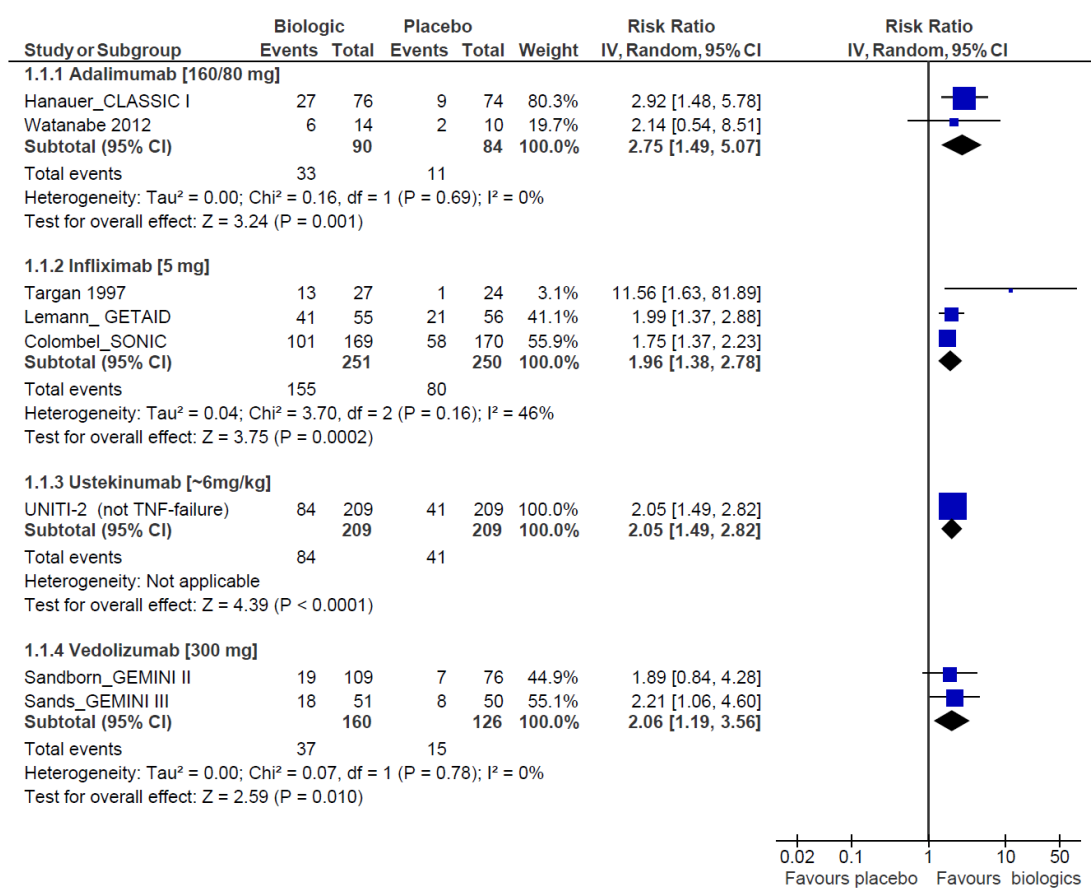 Biologic Placebo Risk Ratio Risk Ratio
Study or Subgroup Events Total Events Total Weight IV, Random, 95% CI IV, Random, 95% CI
1.1.1 Adalimumab [160/80 mg]
Hanauer_CLASSIC I 27 76 9 74 80.3% 2.92 [1.48, 5.78]
Watanabe 2012 6 14 2 10 19.7% 2.14 [0.54, 8.51]
Subtotal (95% CI) 90 84 100.0% 2.75 [1.49, 5.07]
Total events 33 11
Heterogeneity: Tau² = 0.00; Chi² = 0.16, df = 1 (P = 0.69); I² = 0%
Test for overall effect: Z = 3.24 (P = 0.001)
1.1.2 Infliximab [5 mg]
Targan 1997 13 27 1 24 3.1% 11.56 [1.63, 81.89]
Lemann_ GETAID 41 55 21 56 41.1% 1.99 [1.37, 2.88]
Colombel_SONIC 101 169 58 170 55.9% 1.75 [1.37, 2.23]
Subtotal (95% CI) 251 250 100.0% 1.96 [1.38, 2.78]
Total events 155 80
Heterogeneity: Tau² = 0.04; Chi² = 3.70, df = 2 (P = 0.16); I² = 46%
Test for overall effect: Z = 3.75 (P = 0.0002)
1.1.3 Ustekinumab [~6mg/kg]
UNITI-2 (not TNF-failure) 84 209 41 209 100.0% 2.05 [1.49, 2.82]
Subtotal (95% CI) 209 209 100.0% 2.05 [1.49, 2.82]
Total events 84 41
Heterogeneity: Not applicable
Test for overall effect: Z = 4.39 (P < 0.0001)
1.1.4 Vedolizumab [300 mg]
Sandborn_GEMINI II 19 109 7 76 44.9% 1.89 [0.84, 4.28]
Sands_GEMINI III 18 51 8 50 55.1% 2.21 [1.06, 4.60]
Subtotal (95% CI) 160 126 100.0% 2.06 [1.19, 3.56]
Total events 37 15
Heterogeneity: Tau² = 0.00; Chi² = 0.07, df = 1 (P = 0.78); I² = 0%
Test for overall effect: Z = 2.59 (P = 0.010)
0.02 0.1 1 10 50
Favours placebo Favours biologics